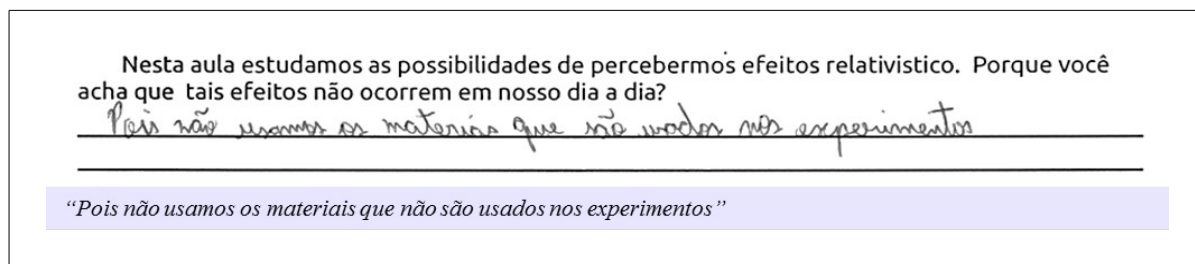 Nesta aula estudamos as possibilidades de percebermos efeitos relativistico. Porque você
acha que tais efeitos não ocorrem em nosso dia a dia?
Pois não usamos os materias que são usados nos experimentos
“Pois não usamos os materiais que não são usados nos experimentos”